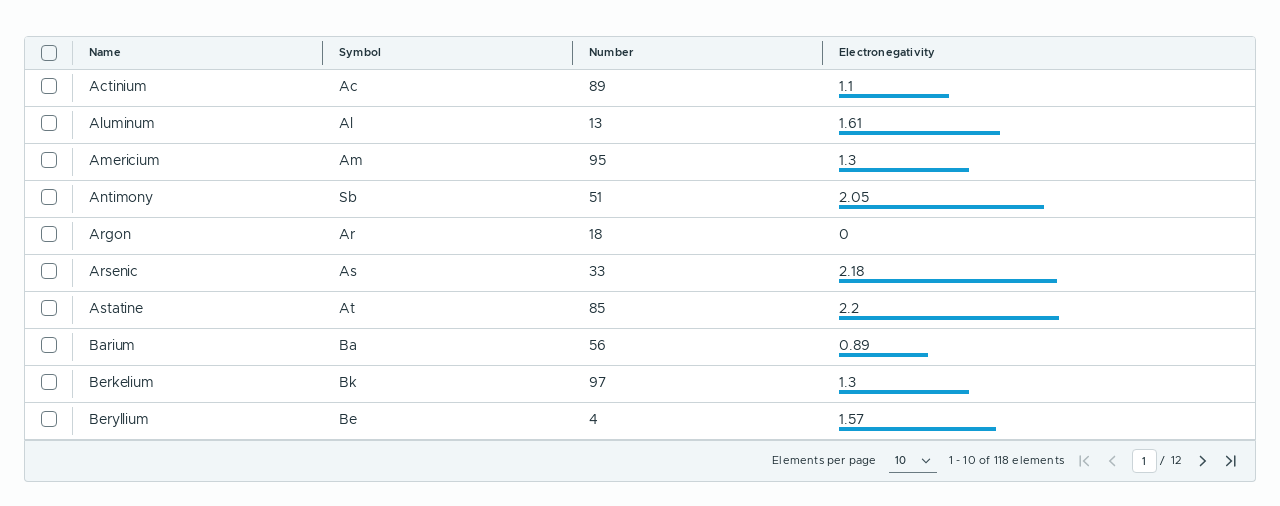 Name Symbol Number Electronegativity
Actinium Ac 89 1.1
Aluminum Al 13 1.61
Americium Am 95 1.3
Antimony Sb 51 2.05
Argon Ar 18 0
Arsenic As 33 2.18
Astatine At 85 2.2
Barium Ba 56 0.89
Berkelium Bk 97 1.3
Beryllium Be 4 1.57
Elements per page 10 1 - 10 of 118 elements 1 / 12